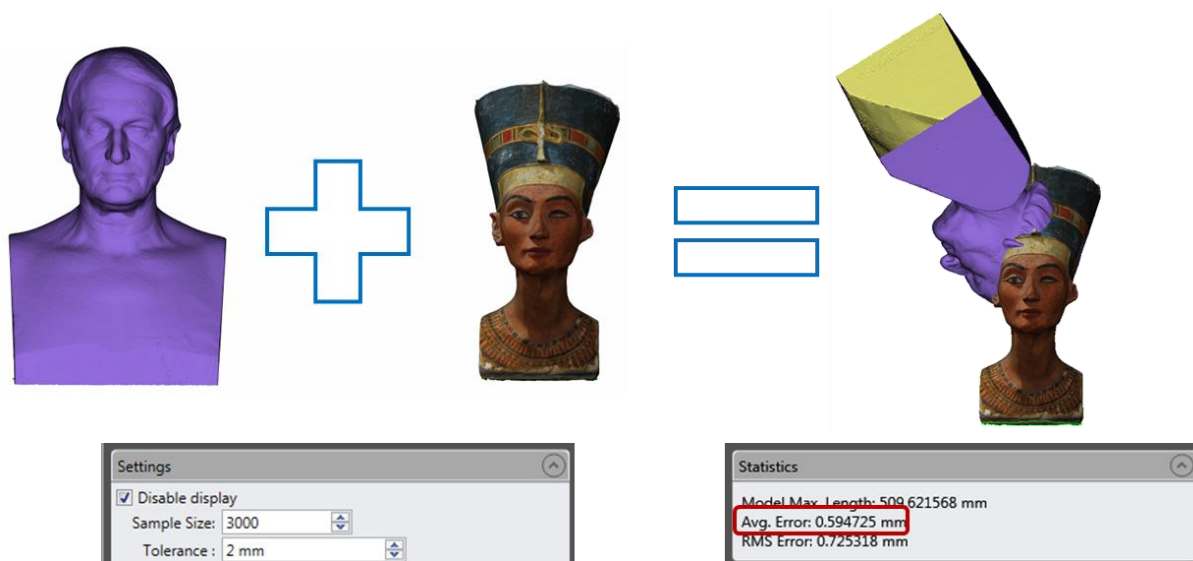 Settings
Disable display
Sample Size: 3000
Tolerance : 2 mm
Statistics
Model Max. Length: 509.621568 mm
Avg. Error: 0.594725 mm
RMS Error: 0.725318 mm